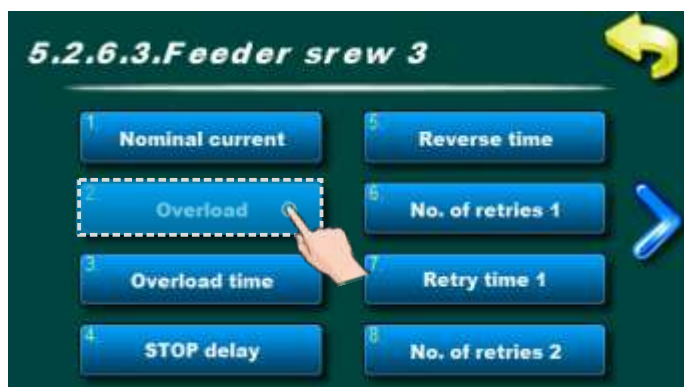 5.2.6.3.Feeder srew 3
1. Nominal current
2. Overload
3. Overload time
4. STOP delay
5. Reverse time
6. No. of retries 1
7. Retry time 1
8. No. of retries 2